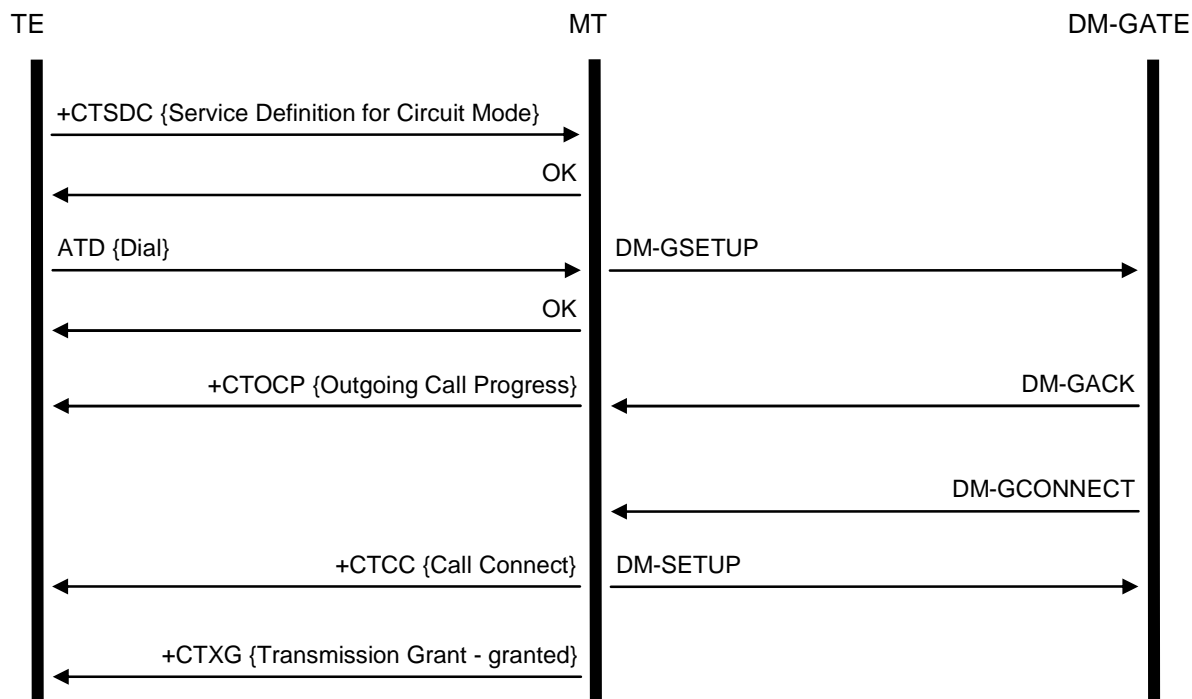 TE
MT
DM-GATE
+CTSDC {Service Definition for Circuit Mode}
OK
ATD {Dial}
DM-GSETUP
OK
+CTOCP {Outgoing Call Progress}
DM-GACK
DM-GCONNECT
+CTCC {Call Connect}
DM-SETUP
+CTXG {Transmission Grant - granted}